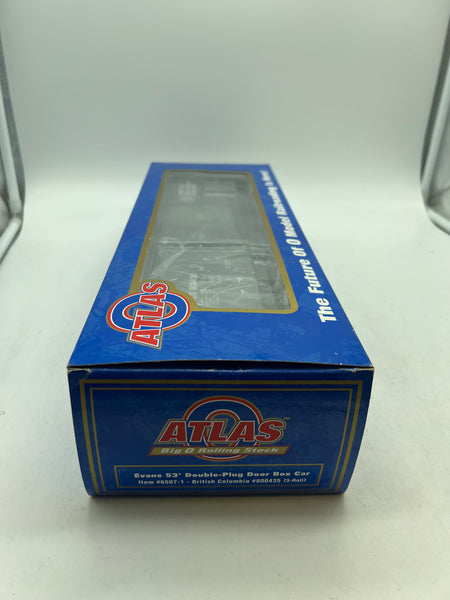 The Future Of O Model Railroading Is Here!
ATLAS
O
ATLAS
O
™
Big O Rolling Stock
Evans 53' Double-Plug Door Box Car
Item #6507-1 - British Columbia #800435 (3-Rail)